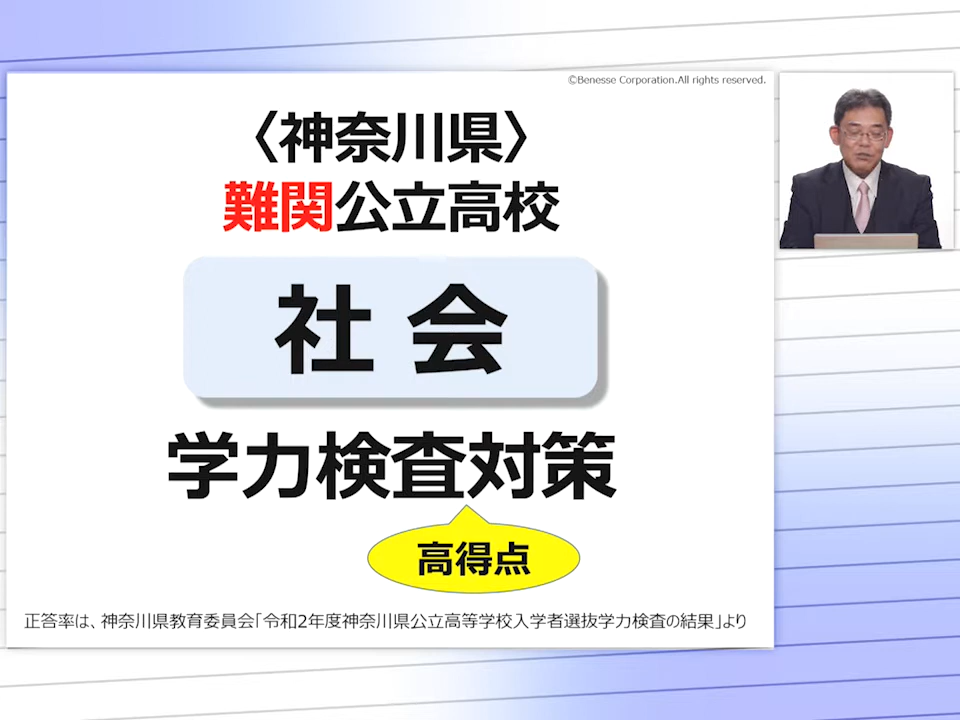 ©Benesse Corporation.All rights reserved.
〈神奈川県〉
難関公立高校
社会
学力検査対策
高得点
正答率は、神奈川県教育委員会「令和2年度神奈川県公立高等学校入学者選抜学力検査の結果」より